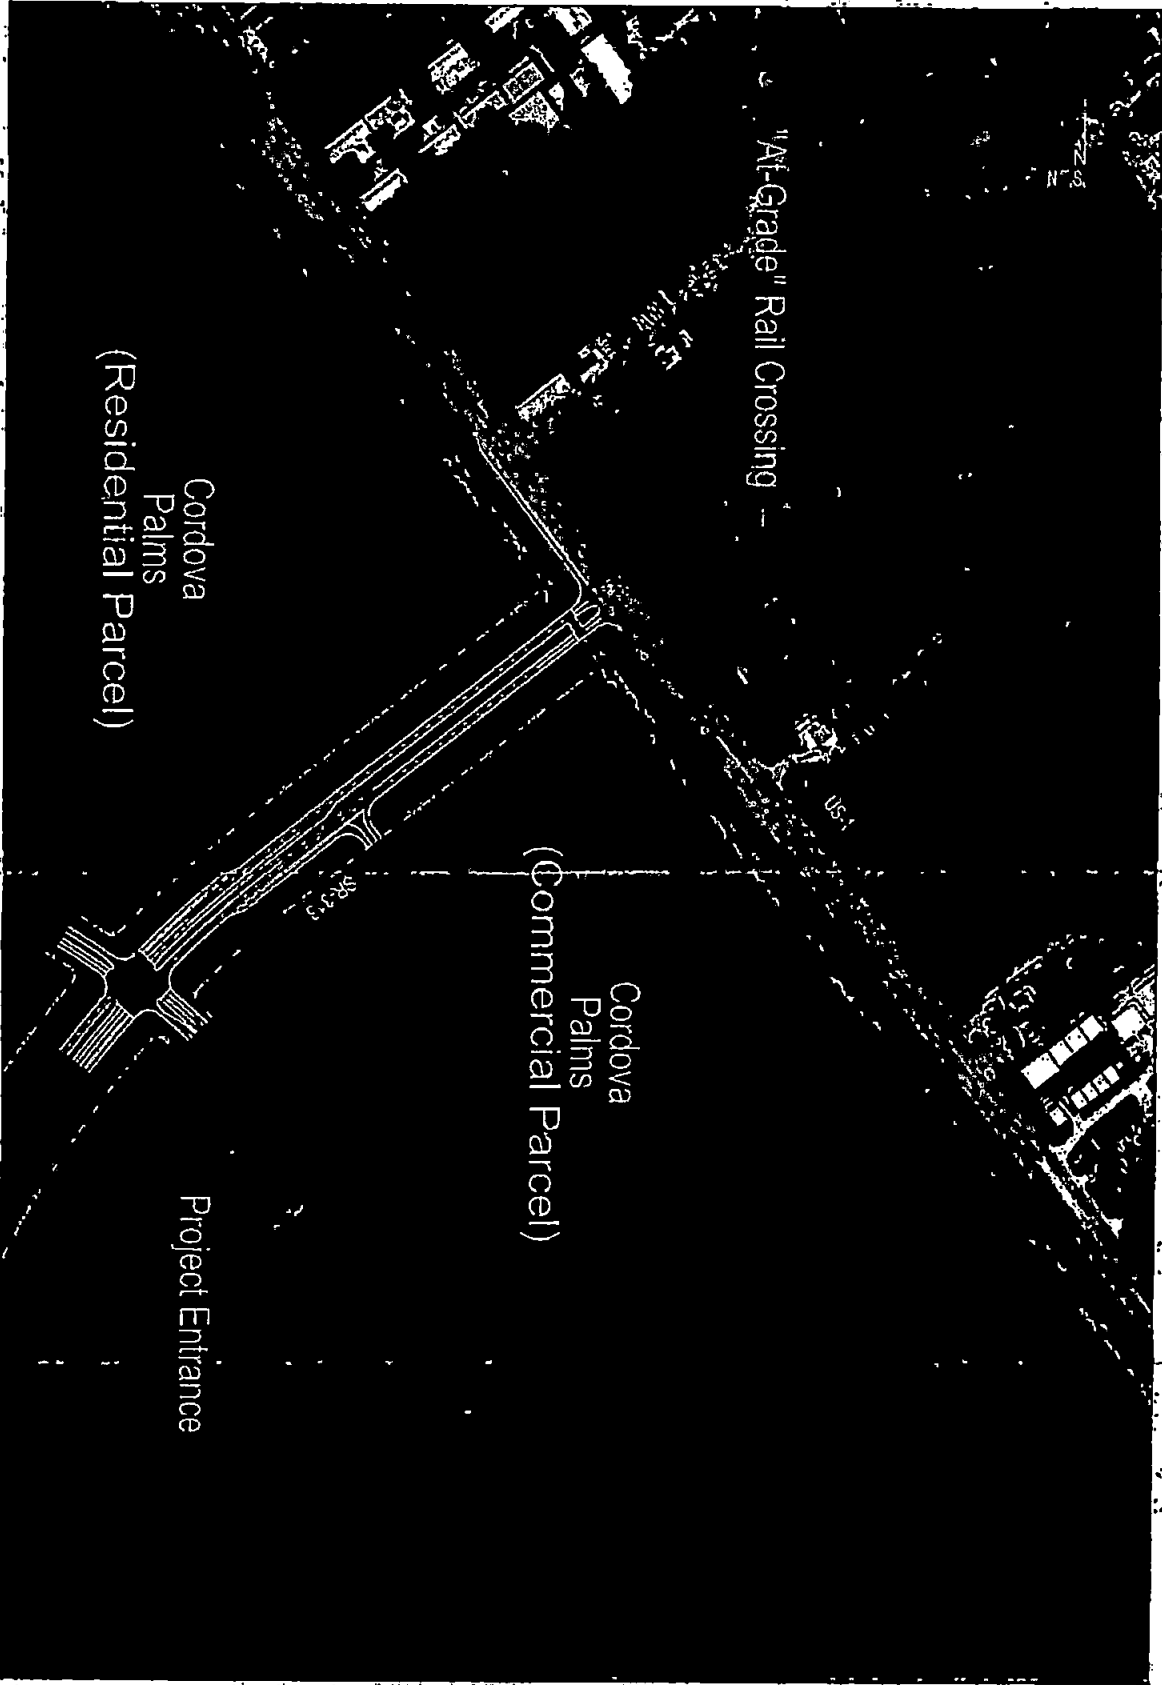 "At-Grade" Rail Crossing
US-1
Cordova
Palms
(Commercial Parcel)
Cordova
Palms
(Residential Parcel)
SR-313
Project Entrance